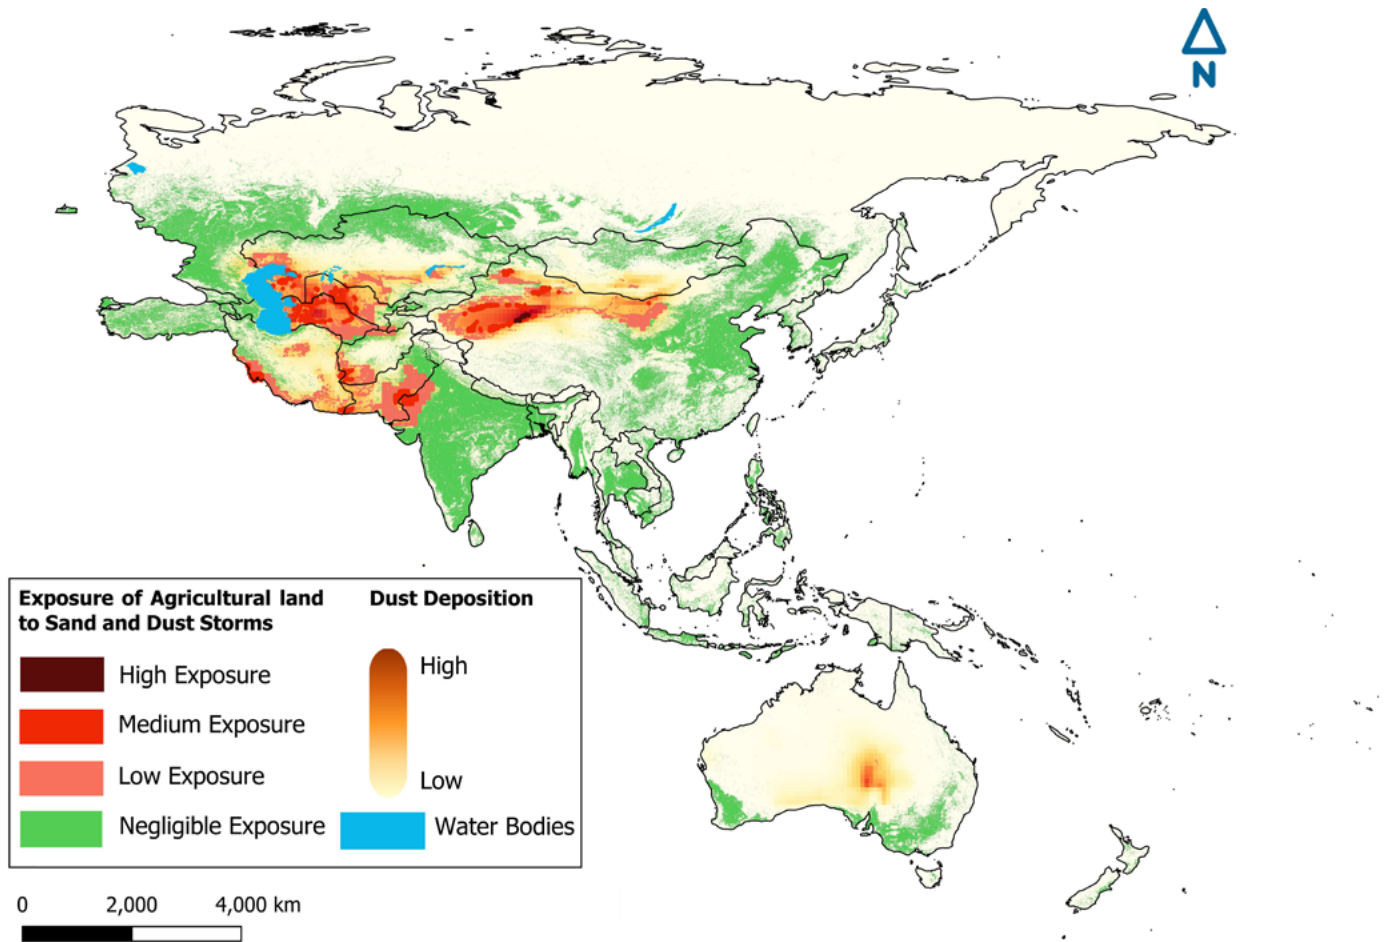 N
Exposure of Agricultural land
to Sand and Dust Storms
High Exposure
Medium Exposure
Low Exposure
Negligible Exposure
Dust Deposition
High
Low
Water Bodies
0 2,000 4,000 km